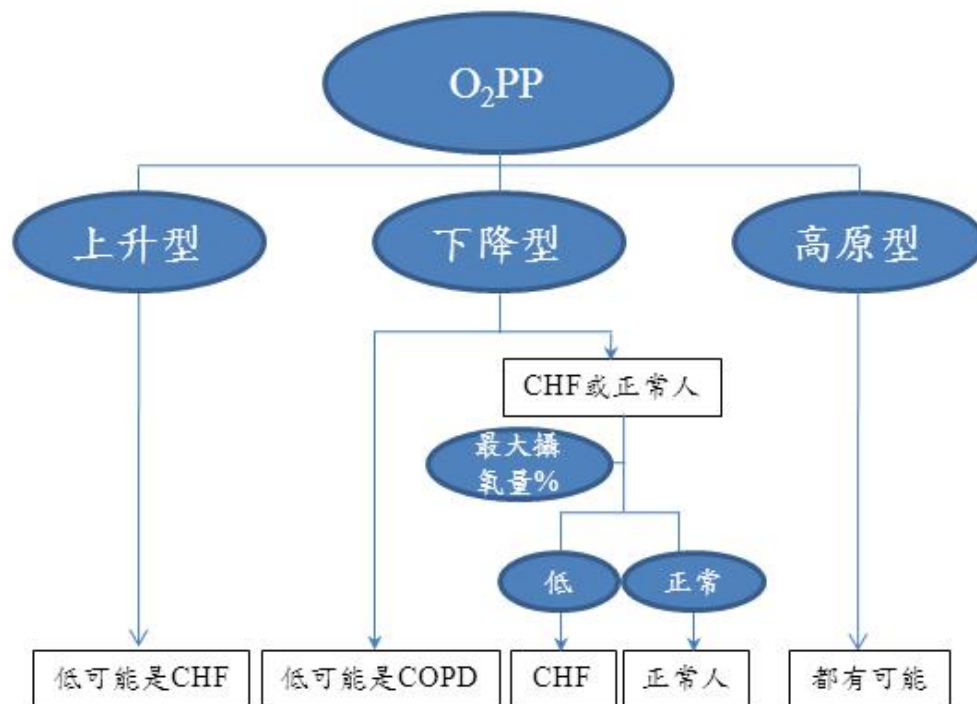 O₂PP
上升型
下降型
高原型
CHF或正常人
最大攝
氧量%
低
正常
低可能是CHF
低可能是COPD
CHF
正常人
都有可能